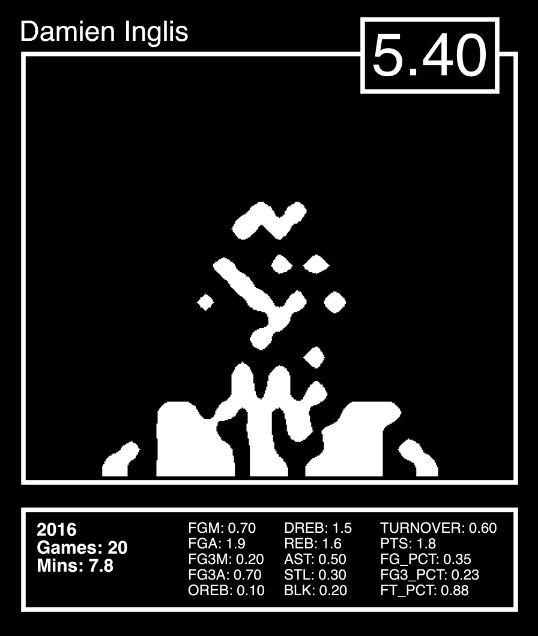 Damien Inglis
5.40
2016
Games: 20
Mins: 7.8
FGM: 0.70
FGA: 1.9
FG3M: 0.20
FG3A: 0.70
OREB: 0.10
DREB: 1.5
REB: 1.6
AST: 0.50
STL: 0.30
BLK: 0.20
TURNOVER: 0.60
PTS: 1.8
FG_PCT: 0.35
FG3_PCT: 0.23
FT_PCT: 0.88